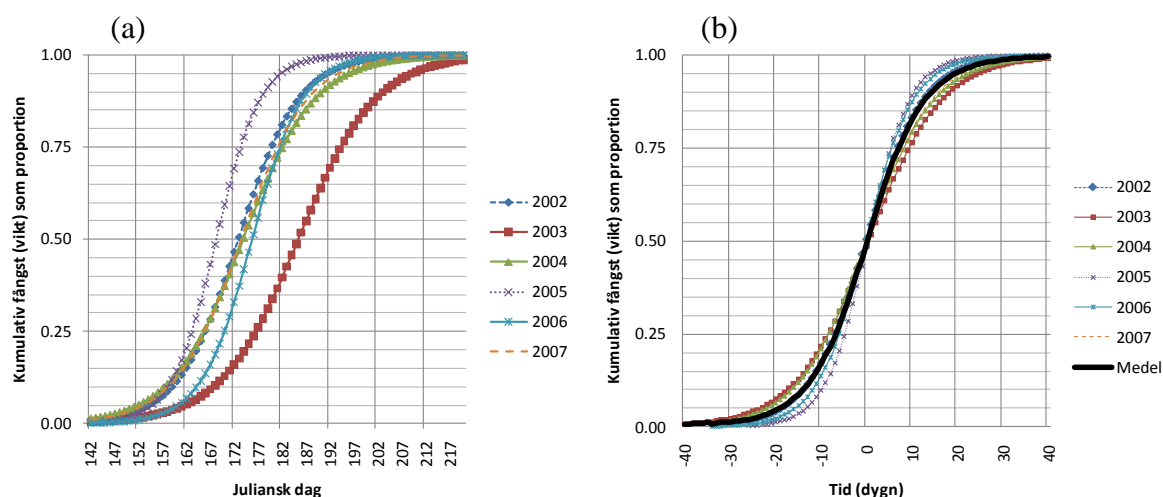 (a)
Kumulativ fångst (vikt) som proportion
1.00
0.75
0.50
0.25
0.00
142 147 152 157 162 167 172 177 182 187 192 197 202 207 212 217
Juliansk dag
2002
2003
2004
2005
2006
2007
(b)
Kumulativ fångst (vikt) som proportion
1.00
0.75
0.50
0.25
0.00
-40 -30 -20 -10 0 10 20 30 40
Tid (dygn)
2002
2003
2004
2005
2006
2007
Medel